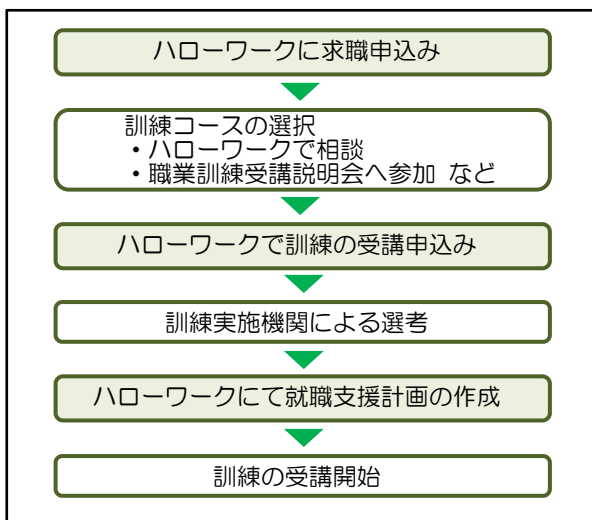 ハローワークに求職申込み
訓練コースの選択
・ハローワークで相談
・職業訓練受講説明会へ参加 など
ハローワークで訓練の受講申込み
訓練実施機関による選考
ハローワークにて就職支援計画の作成
訓練の受講開始